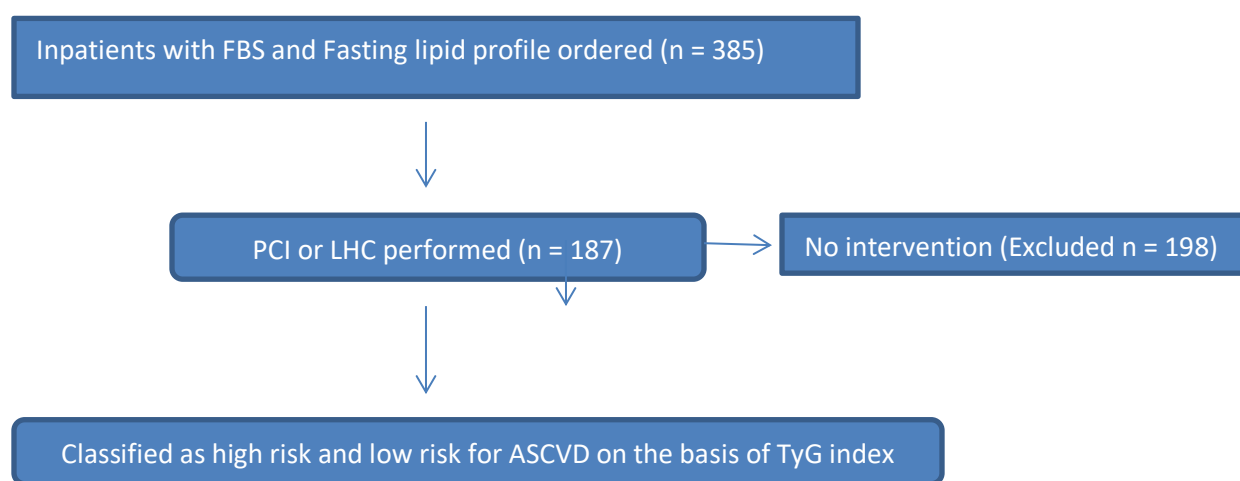 Inpatients with FBS and Fasting lipid profile ordered (n = 385)
PCI or LHC performed (n = 187)
No intervention (Excluded n = 198)
Classified as high risk and low risk for ASCVD on the basis of TyG index